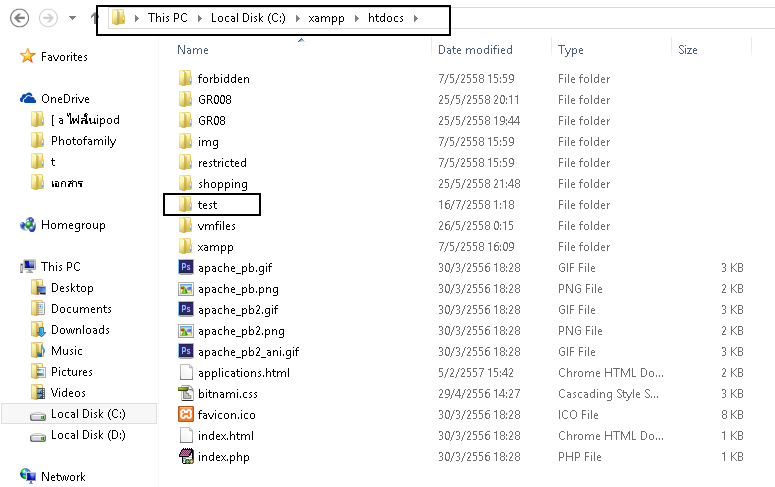 This PC Local Disk (C:) xampp htdocs
Favorites
OneDrive
[ a ไฟล์ในipod
Photofamily
t
เอกสาร
Homegroup
This PC
Desktop
Documents
Downloads
Music
Pictures
Videos
Local Disk (C:)
Local Disk (D:)
Network
Name Date modified Type Size
forbidden 7/5/2558 15:59 File folder
GR008 25/5/2558 20:11 File folder
GR08 25/5/2558 19:44 File folder
img 7/5/2558 15:59 File folder
restricted 7/5/2558 15:59 File folder
shopping 25/5/2558 21:48 File folder
test 16/7/2558 1:18 File folder
vmfiles 26/5/2558 0:15 File folder
xampp 7/5/2558 16:09 File folder
apache_pb.gif 30/3/2556 18:28 GIF File 3 KB
apache_pb.png 30/3/2556 18:28 PNG File 2 KB
apache_pb2.gif 30/3/2556 18:28 GIF File 3 KB
apache_pb2.png 30/3/2556 18:28 PNG File 2 KB
apache_pb2_ani.gif 30/3/2556 18:28 GIF File 3 KB
applications.html 5/2/2557 15:42 Chrome HTML Do... 2 KB
bitnami.css 29/4/2556 14:27 Cascading Style S... 3 KB
favicon.ico 30/3/2556 18:28 ICO File 8 KB
index.html 30/3/2556 18:28 Chrome HTML Do... 1 KB
index.php 30/3/2556 18:28 PHP File 1 KB